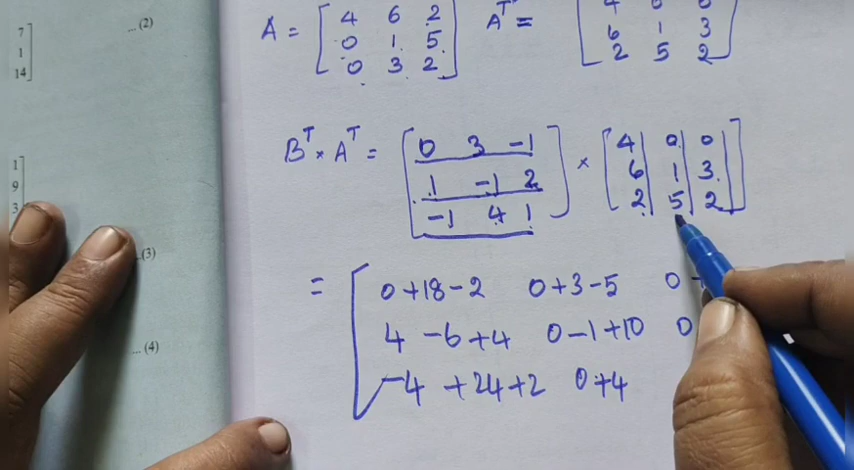 7
1
14
... (2)
1
9
3
... (3)
... (4)
A = [ 4 6 2
0 1 5
0 3 2 ]
Aᵀ = [ 4 0 0
6 1 3
2 5 2 ]
Bᵀ × Aᵀ = [ 0 3 -1
1 -1 2
-1 4 1 ] × [ 4 0 0
6 1 3
2 5 2 ]
= [ 0+18-2 0+3-5 0
4 -6+4 0-1+10 0
-4 +24+2 0+4